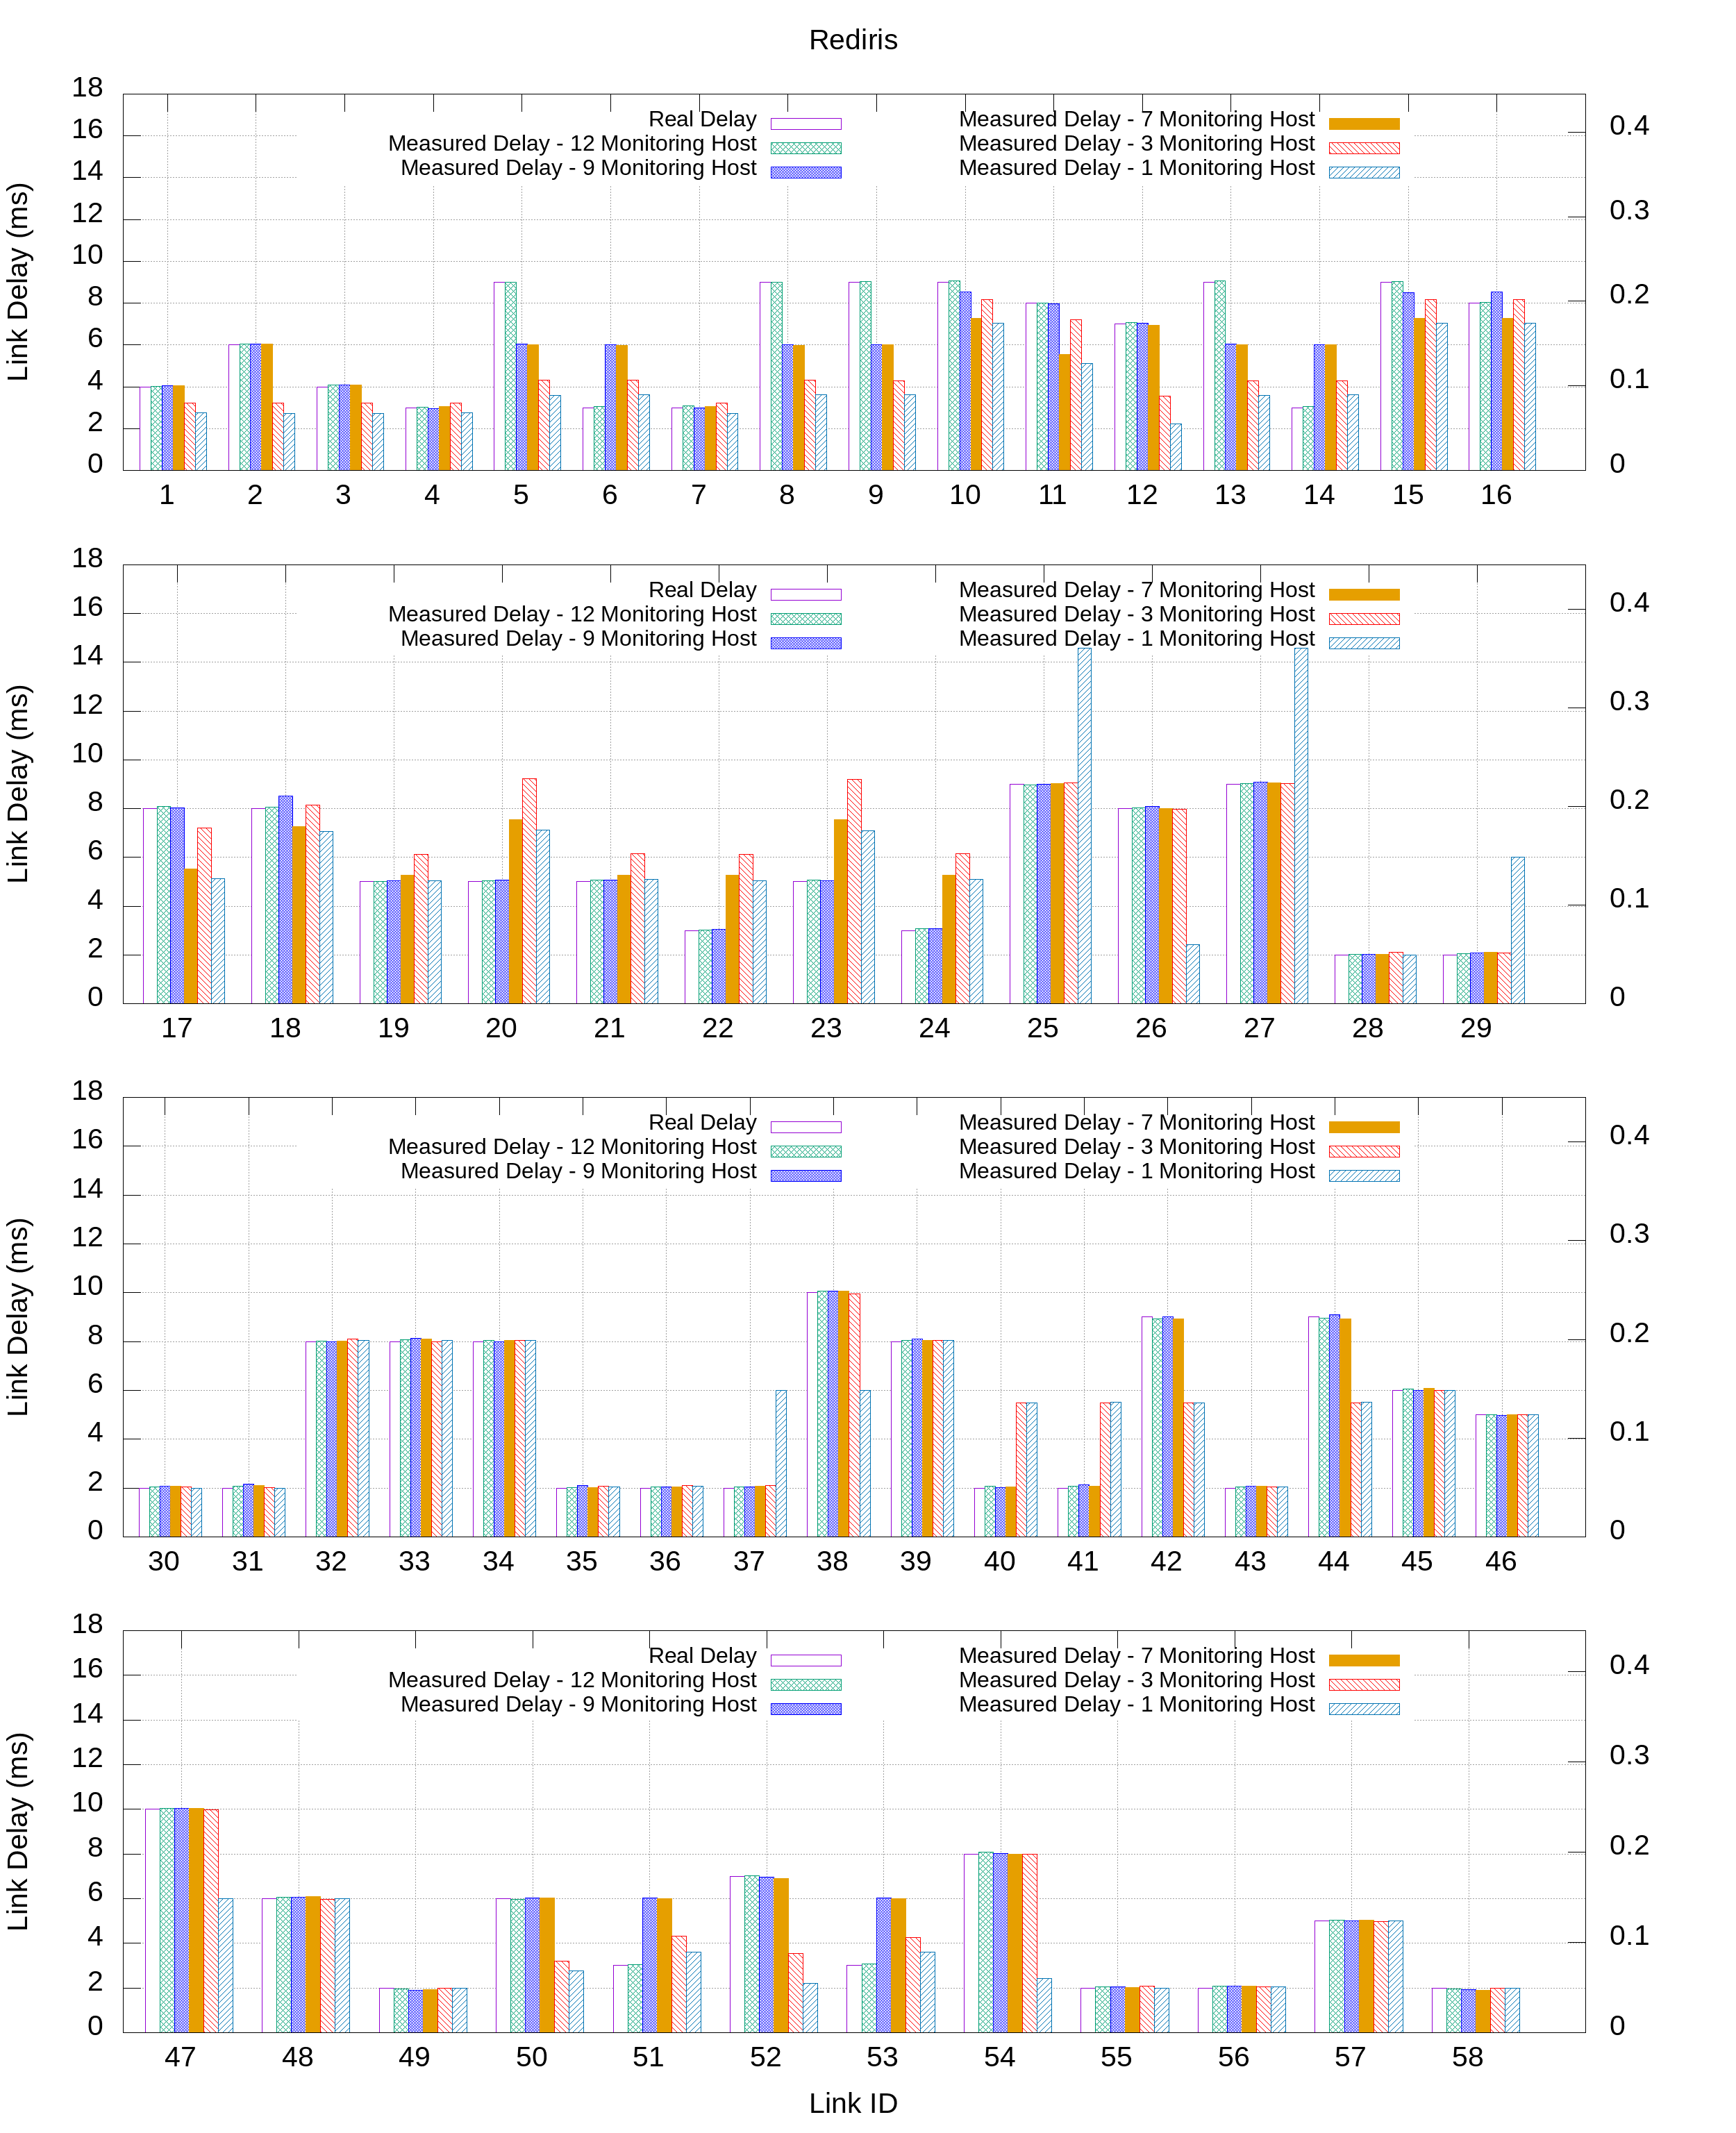 Rediris
18
16
14
12
10
8
6
4
2
0
Link Delay (ms)
Real Delay
Measured Delay - 12 Monitoring Host
Measured Delay - 9 Monitoring Host
Measured Delay - 7 Monitoring Host
Measured Delay - 3 Monitoring Host
Measured Delay - 1 Monitoring Host
0.4
0.3
0.2
0.1
0
1 2 3 4 5 6 7 8 9 10 11 12 13 14 15 16
18
16
14
12
10
8
6
4
2
0
Link Delay (ms)
Real Delay
Measured Delay - 12 Monitoring Host
Measured Delay - 9 Monitoring Host
Measured Delay - 7 Monitoring Host
Measured Delay - 3 Monitoring Host
Measured Delay - 1 Monitoring Host
0.4
0.3
0.2
0.1
0
17 18 19 20 21 22 23 24 25 26 27 28 29
18
16
14
12
10
8
6
4
2
0
Link Delay (ms)
Real Delay
Measured Delay - 12 Monitoring Host
Measured Delay - 9 Monitoring Host
Measured Delay - 7 Monitoring Host
Measured Delay - 3 Monitoring Host
Measured Delay - 1 Monitoring Host
0.4
0.3
0.2
0.1
0
30 31 32 33 34 35 36 37 38 39 40 41 42 43 44 45 46
18
16
14
12
10
8
6
4
2
0
Link Delay (ms)
Real Delay
Measured Delay - 12 Monitoring Host
Measured Delay - 9 Monitoring Host
Measured Delay - 7 Monitoring Host
Measured Delay - 3 Monitoring Host
Measured Delay - 1 Monitoring Host
0.4
0.3
0.2
0.1
0
47 48 49 50 51 52 53 54 55 56 57 58
Link ID